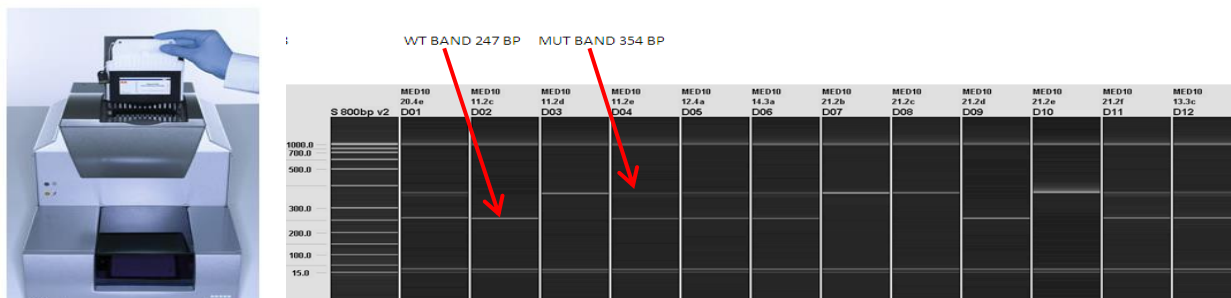 WT BAND 247 BP MUT BAND 354 BP
MED10 MED10 MED10 MED10 MED10 MED10 MED10 MED10 MED10 MED10 MED10 MED10
20.4e 11.2c 11.2d 11.2e 12.4a 14.3a 21.2b 21.2c 21.2d 21.2e 21.2f 13.3c
S 800bp v2 D01 D02 D03 D04 D05 D06 D07 D08 D09 D10 D11 D12
1000.0
700.0
500.0
300.0
200.0
100.0
15.0